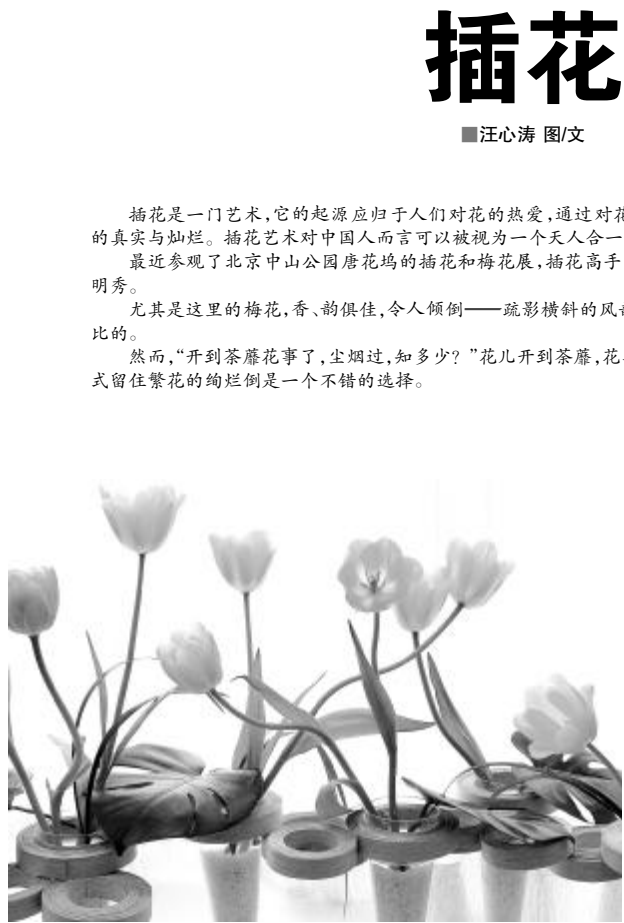 插花
■汪心涛 图/文
插花是一门艺术,它的起源应归于人们对花的热爱,通过对花
的真实与灿烂。插花艺术对中国人而言可以被视为一个天人合一
最近参观了北京中山公园唐花坞的插花和梅花展,插花高手
明秀。
尤其是这里的梅花,香、韵俱佳,令人倾倒——疏影横斜的风
比的。
然而,“开到荼蘼花事了,尘烟过,知多少?”花儿开到荼蘼,花
式留住繁花的绚烂倒是一个不错的选择。